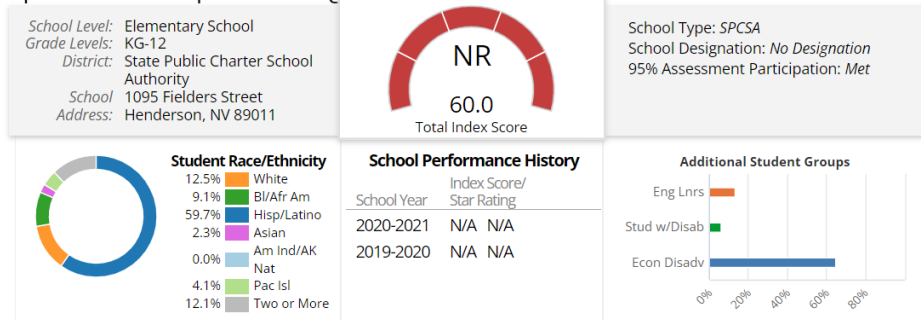 School Level: Elementary School
Grade Levels: KG-12
District: State Public Charter School
Authority
School 1095 Fielders Street
Address: Henderson, NV 89011
NR
60.0
Total Index Score
School Type: SPCSA
School Designation: No Designation
95% Assessment Participation: Met
Student Race/Ethnicity
12.5% White
9.1% Bl/Afr Am
59.7% Hisp/Latino
2.3% Asian
0.0% Am Ind/AK
Nat
4.1% Pac Isl
12.1% Two or More
School Performance History
School Year Index Score/
Star Rating
2020-2021 N/A N/A
2019-2020 N/A N/A
Additional Student Groups
Eng Lnrs
Stud w/Disab
Econ Disadv
0% 20% 40% 60% 80%